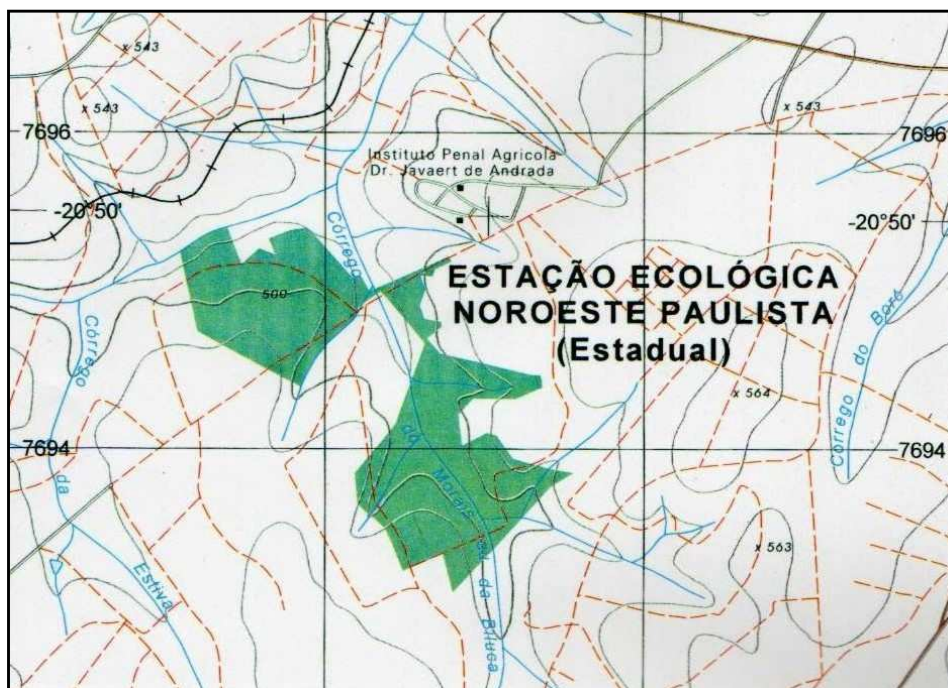 x 543
x 543
x 543
7696
7696
Instituto Penal Agrícola
Dr. Javaert de Andrada
-20°50'
-20°50'
Córrego
ESTAÇÃO ECOLÓGICA
NOROESTE PAULISTA
(Estadual)
500
Córrego
da
Estiva
x 564
Córrego do Boré
7694
7694
da
Morais
ou da Biluca
x 563